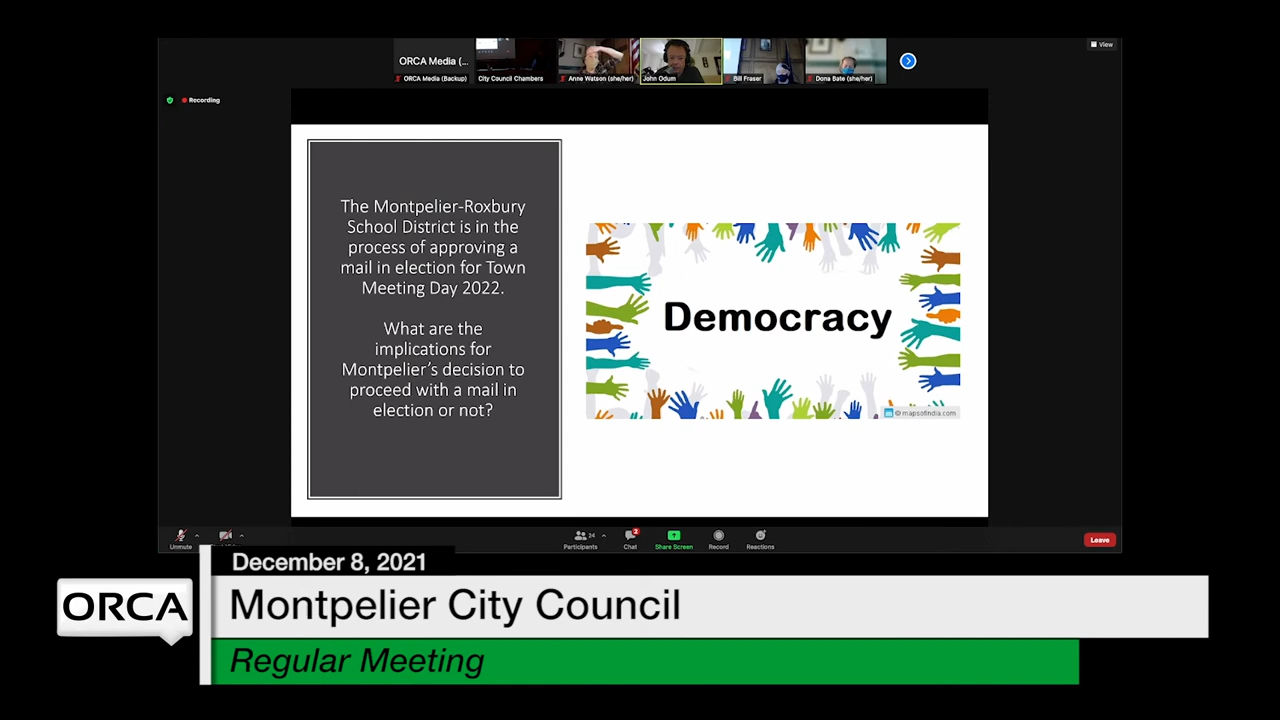 ORCA Media (...
View
ORCA Media (Backup)
City Council Chambers
Anne Watson (she/her)
John Odum
Bill Fraser
Dona Bate (she/her)
Recording
The Montpelier-Roxbury
School District is in the
process of approving a
mail in election for Town
Meeting Day 2022.
What are the
implications for
Montpelier's decision to
proceed with a mail in
election or not?
Democracy
© mapsofindia.com
Unmute
Participants
24
Chat
2
Share Screen
Record
Reactions
Leave
December 8, 2021
ORCA
Montpelier City Council
Regular Meeting